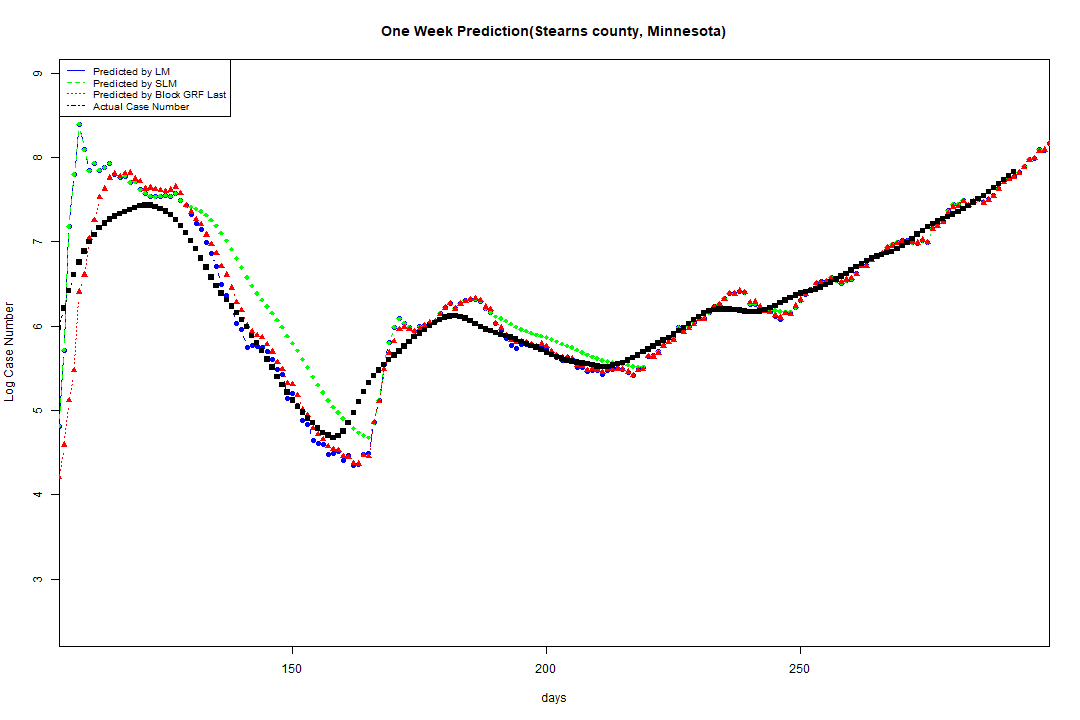 One Week Prediction(Stearns county, Minnesota)
Predicted by LM
Predicted by SLM
Predicted by Block GRF Last
Actual Case Number
Log Case Number
9
8
7
6
5
4
3
150 200 250
days